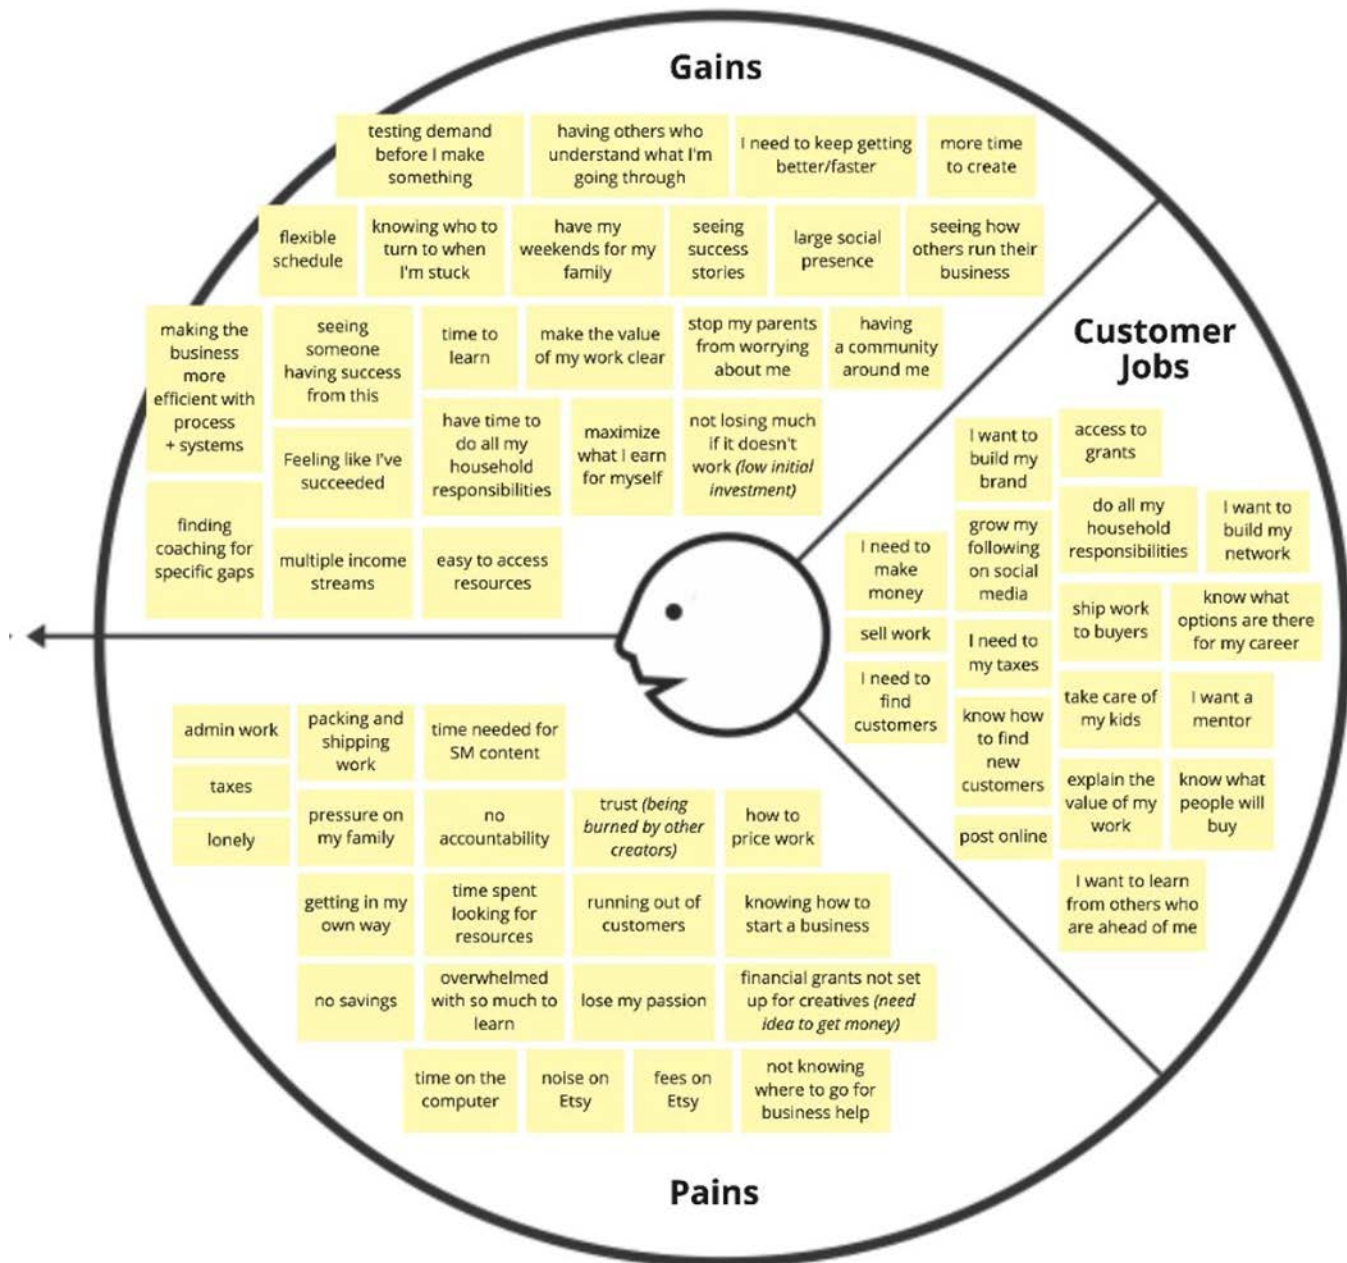 Gains
testing demand
before I make
something
having others who
understand what I'm
going through
I need to keep getting
better/faster
more time
to create
flexible
schedule
knowing who to
turn to when
I'm stuck
have my
weekends for my
family
seeing
success
stories
large social
presence
seeing how
others run their
business
making the
business
more
efficient with
process
+ systems
seeing
someone
having success
from this
time to
learn
make the value
of my work clear
stop my parents
from worrying
about me
having
a community
around me
Feeling like I've
succeeded
have time to
do all my
household
responsibilities
maximize
what I earn
for myself
not losing much
if it doesn't
work (low initial
investment)
finding
coaching for
specific gaps
multiple income
streams
easy to access
resources
Customer
Jobs
I want to
build my
brand
access to
grants
do all my
household
responsibilities
I want to
build my
network
I need to
make
money
grow my
following
on social
media
ship work
to buyers
know what
options are there
for my career
sell work
I need to
my taxes
I need to
find
customers
take care of
my kids
I want a
mentor
know how
to find
new
customers
explain the
value of my
work
know what
people will
buy
post online
I want to learn
from others who
are ahead of me
admin work
packing and
shipping
work
time needed for
SM content
taxes
lonely
pressure on
my family
no
accountability
trust (being
burned by other
creators)
how to
price work
getting in my
own way
time spent
looking for
resources
running out of
customers
knowing how to
start a business
no savings
overwhelmed
with so much to
learn
lose my passion
financial grants not set
up for creatives (need
idea to get money)
time on the
computer
noise on
Etsy
fees on
Etsy
not knowing
where to go for
business help
Pains